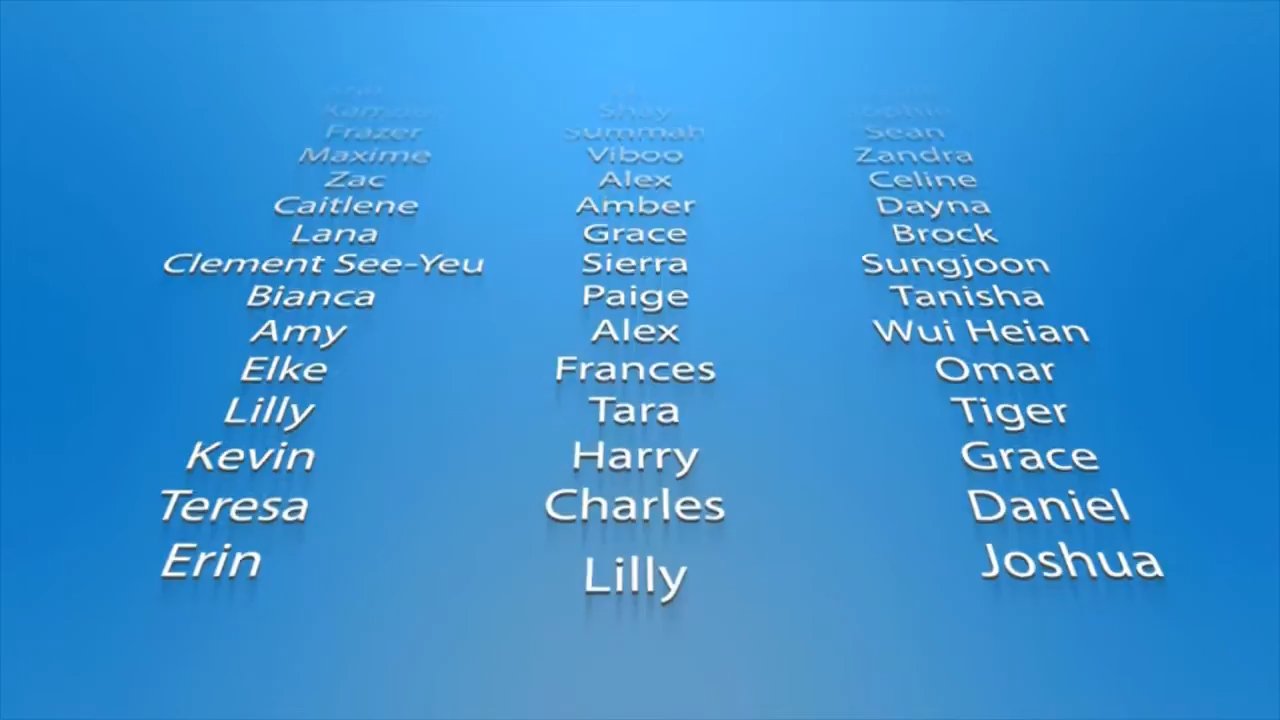 Shay
Frazer Summah Sean
Maxime Viboo Zandra
Zac Alex Celine
Caitlene Amber Dayna
Lana Grace Brock
Clement See-Yeu Sierra Sungjoon
Bianca Paige Tanisha
Amy Alex Wui Heian
Elke Frances Omar
Lilly Tara Tiger
Kevin Harry Grace
Teresa Charles Daniel
Erin Lilly Joshua